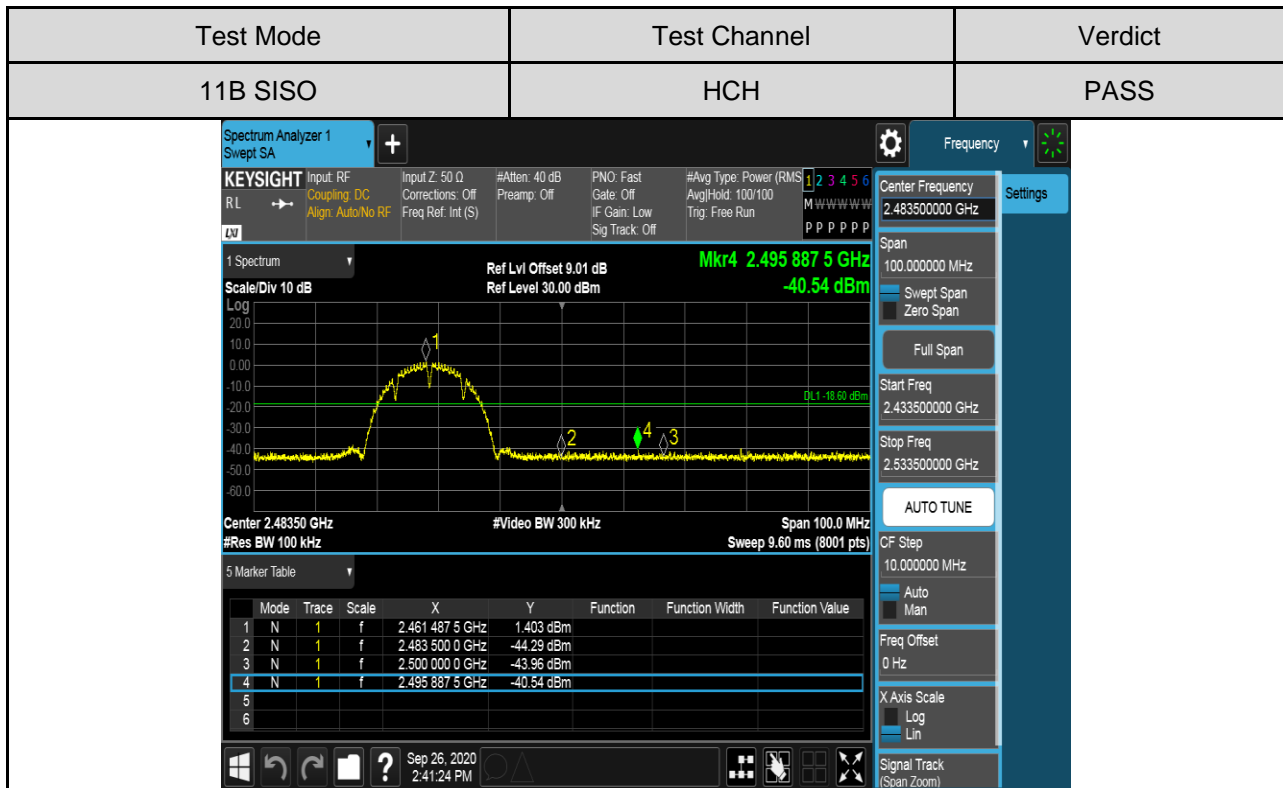 Test Mode Test Channel Verdict
11B SISO HCH PASS
Spectrum Analyzer 1
Swept SA
+
Frequency
KEYSIGHT
RL
LXI
Input: RF
Coupling: DC
Align: Auto/No RF
Input Z: 50 Ω
Corrections: Off
Freq Ref: Int (S)
#Atten: 40 dB
Preamp: Off
PNO: Fast
Gate: Off
IF Gain: Low
Sig Track: Off
#Avg Type: Power (RMS
Avg|Hold: 100/100
Trig: Free Run
1 2 3 4 5 6
M W W W W W
P P P P P P
1 Spectrum
Scale/Div 10 dB
Ref Lvl Offset 9.01 dB
Ref Level 30.00 dBm
Mkr4 2.495 887 5 GHz
-40.54 dBm
Log
20.0
10.0
0.00
-10.0
-20.0
-30.0
-40.0
-50.0
-60.0
1
2
4
3
DL1 -18.60 dBm
Center 2.48350 GHz
#Res BW 100 kHz
#Video BW 300 kHz
Span 100.0 MHz
Sweep 9.60 ms (8001 pts)
5 Marker Table
Mode Trace Scale X Y Function Function Width Function Value
1 N 1 f 2.461 487 5 GHz 1.403 dBm
2 N 1 f 2.483 500 0 GHz -44.29 dBm
3 N 1 f 2.500 000 0 GHz -43.96 dBm
4 N 1 f 2.495 887 5 GHz -40.54 dBm
5
6
?
Sep 26, 2020
2:41:24 PM
Center Frequency
2.483500000 GHz
Settings
Span
100.000000 MHz
Swept Span
Zero Span
Full Span
Start Freq
2.433500000 GHz
Stop Freq
2.533500000 GHz
AUTO TUNE
CF Step
10.000000 MHz
Auto
Man
Freq Offset
0 Hz
X Axis Scale
Log
Lin
Signal Track
(Span Zoom)